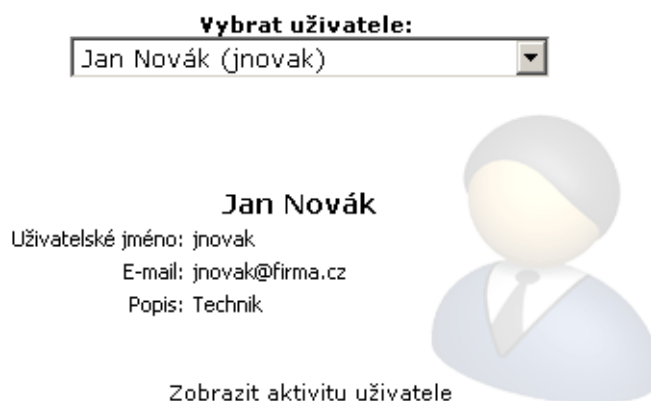 Vybrat uživatele:
Jan Novák (jnovak)
Jan Novák
Uživatelské jméno: jnovak
E-mail: jnovak@firma.cz
Popis: Technik
Zobrazit aktivitu uživatele